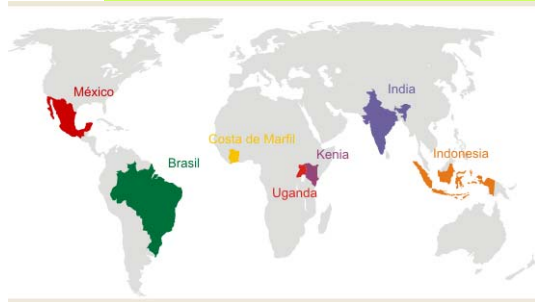 México
India
Costa de Marfil
Kenia
Indonesia
Brasil
Uganda